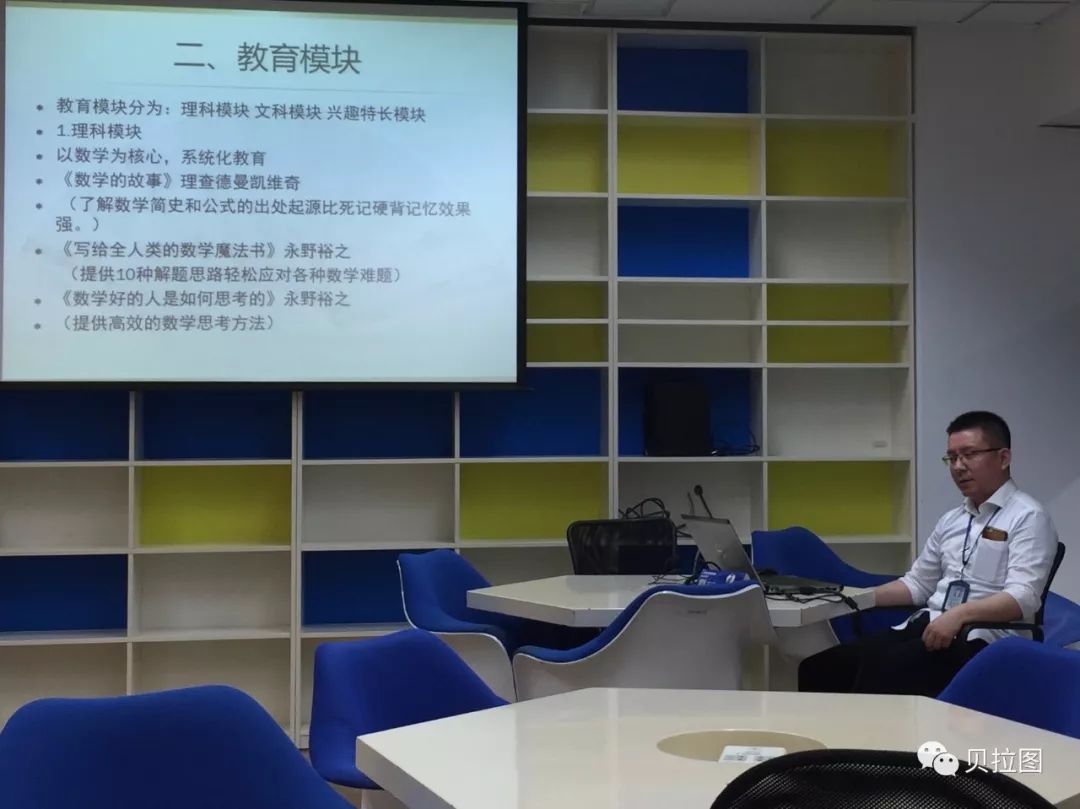 二、教育模块
• 教育模块分为：理科模块 文科模块 兴趣特长模块
• 1.理科模块
• 以数学为核心，系统化教育
• 《数学的故事》理查德曼凯维奇
• （了解数学简史和公式的出处起源比死记硬背记忆效果
强。）
• 《写给全人类的数学魔法书》永野裕之
（提供10种解题思路轻松应对各种数学难题）
• 《数学好的人是如何思考的》永野裕之
• （提供高效的数学思考方法）
贝拉图